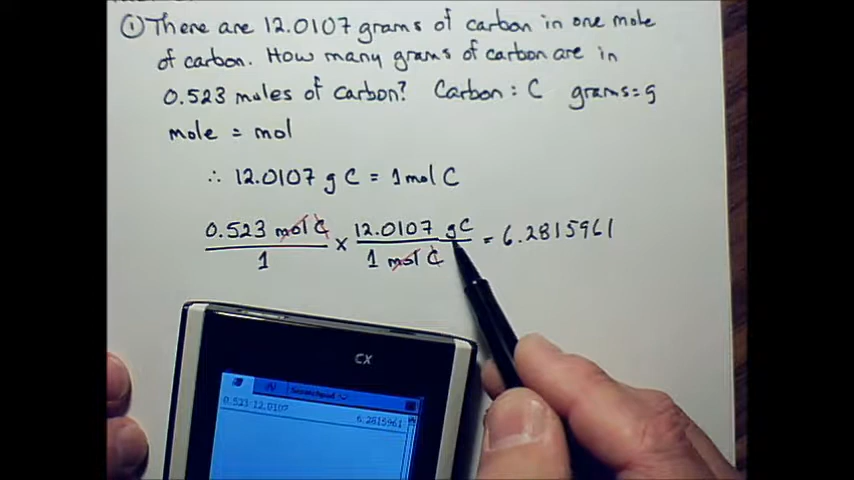 ① There are 12.0107 grams of carbon in one mole
of carbon. How many grams of carbon are in
0.523 moles of carbon? Carbon : C grams = g
mole = mol
∴ 12.0107 g C = 1 mol C
0.523 mol C / 1 x 12.0107 g C / 1 mol C = 6.2815961
CX
Scratchpad
0.523·12.0107 6.2815961